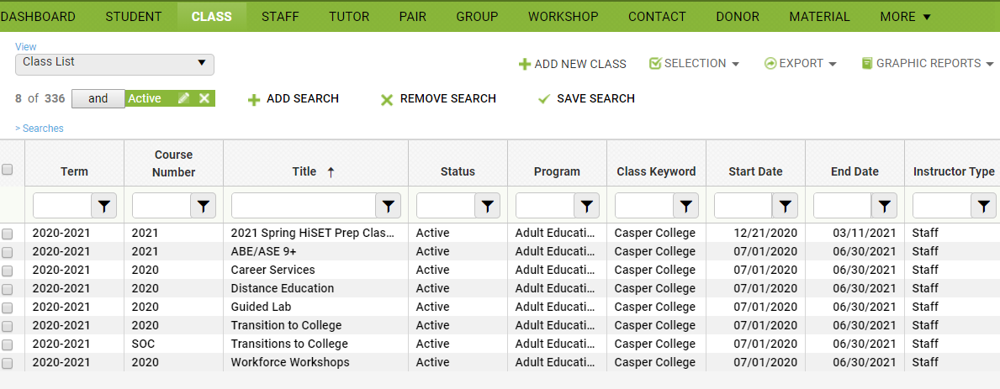 DASHBOARD STUDENT CLASS STAFF TUTOR PAIR GROUP WORKSHOP CONTACT DONOR MATERIAL MORE ▼
View
Class List ▼
ADD NEW CLASS SELECTION EXPORT GRAPHIC REPORTS
8 of 336 and Active ADD SEARCH REMOVE SEARCH SAVE SEARCH
> Searches
Term Course Number Title ↑ Status Program Class Keyword Start Date End Date Instructor Type
2020-2021 2021 2021 Spring HiSET Prep Clas... Active Adult Educati... Casper College 12/21/2020 03/11/2021 Staff
2020-2021 2021 ABE/ASE 9+ Active Adult Educati... Casper College 07/01/2020 06/30/2021 Staff
2020-2021 2020 Career Services Active Adult Educati... Casper College 07/01/2020 06/30/2021 Staff
2020-2021 2020 Distance Education Active Adult Educati... Casper College 07/01/2020 06/30/2021 Staff
2020-2021 2020 Guided Lab Active Adult Educati... Casper College 07/01/2020 06/30/2021 Staff
2020-2021 2020 Transition to College Active Adult Educati... Casper College 07/01/2020 06/30/2021 Staff
2020-2021 SOC Transitions to College Active Adult Educati... Casper College 07/01/2020 06/30/2021 Staff
2020-2021 2020 Workforce Workshops Active Adult Educati... Casper College 07/01/2020 06/30/2021 Staff